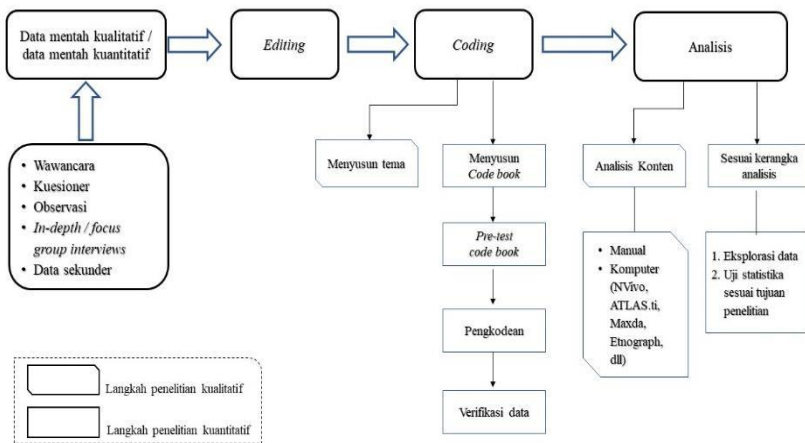 Data mentah kualitatif /
data mentah kuantitatif
Editing
Coding
Analisis
Wawancara
Kuesioner
Observasi
In-depth / focus
group interviews
Data sekunder
Menyusun tema
Menyusun
Code book
Pre-test
code book
Pengkodean
Verifikasi data
Analisis Konten
Manual
Komputer
(NVivo,
ATLAS.ti,
Maxda,
Etnograph,
dll)
Sesuai kerangka
analisis
1. Eksplorasi data
2. Uji statistika
sesuai tujuan
penelitian
Langkah penelitian kualitatif
Langkah penelitian kuantitatif